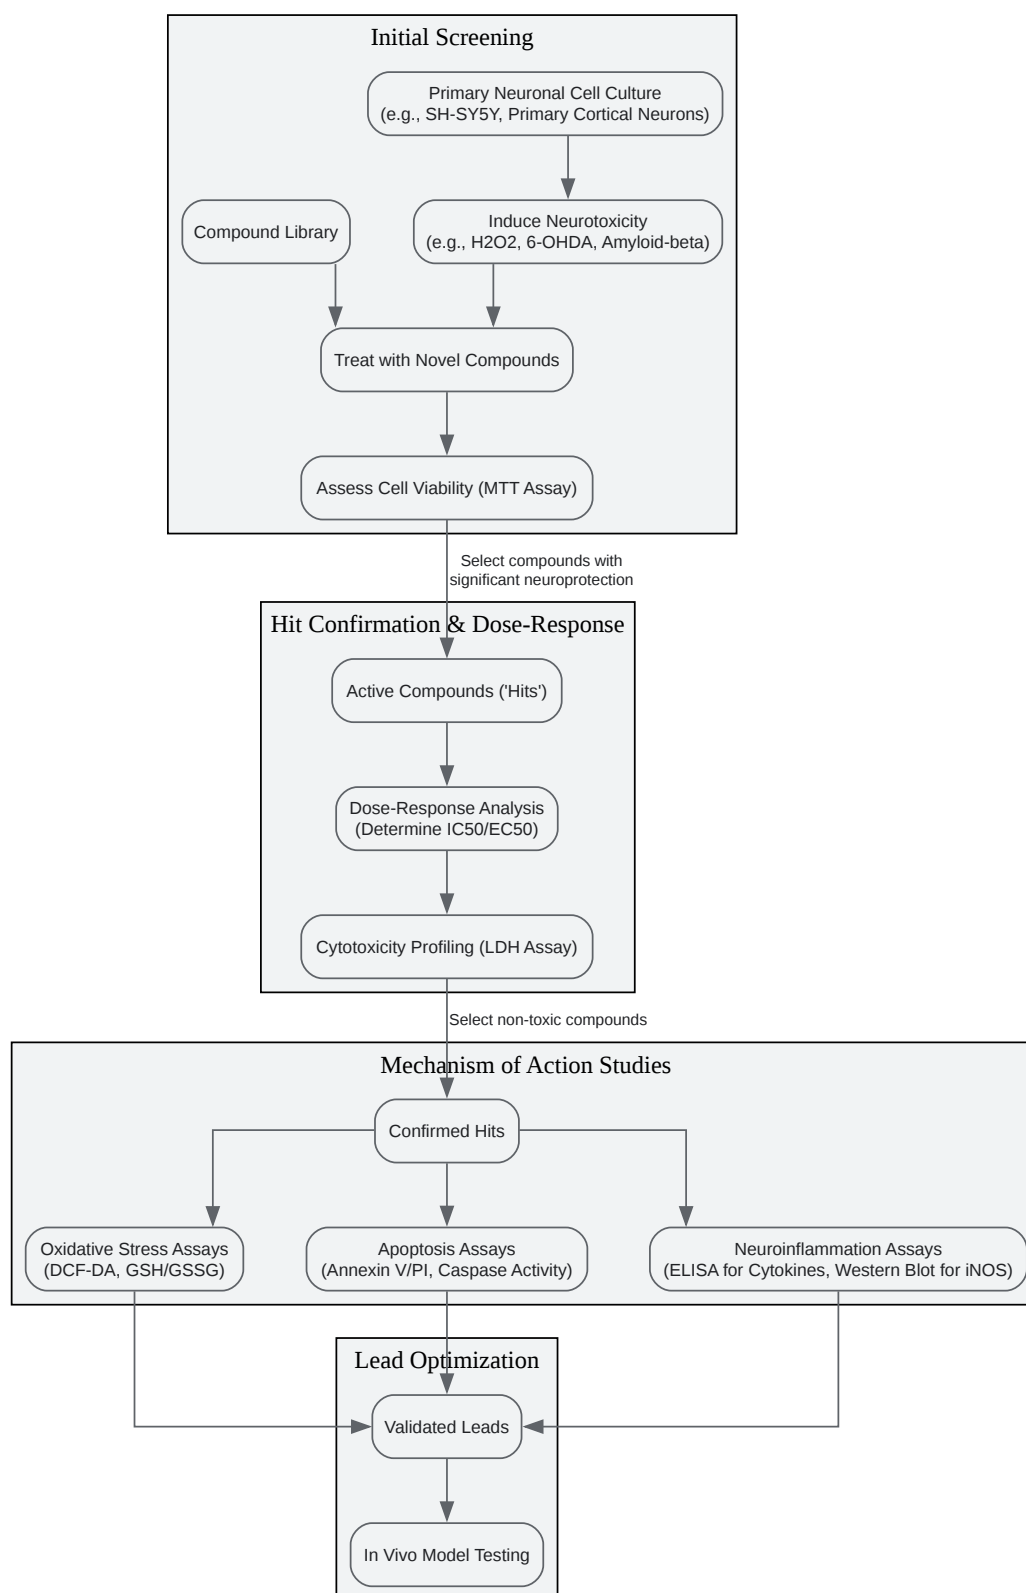 Initial Screening
Primary Neuronal Cell Culture
(e.g., SH-SY5Y, Primary Cortical Neurons)
Compound Library
Induce Neurotoxicity
(e.g., H2O2, 6-OHDA, Amyloid-beta)
Treat with Novel Compounds
Assess Cell Viability (MTT Assay)
Select compounds with
significant neuroprotection
Hit Confirmation & Dose-Response
Active Compounds ('Hits')
Dose-Response Analysis
(Determine IC50/EC50)
Cytotoxicity Profiling (LDH Assay)
Select non-toxic compounds
Mechanism of Action Studies
Confirmed Hits
Oxidative Stress Assays
(DCF-DA, GSH/GSSG)
Apoptosis Assays
(Annexin V/PI, Caspase Activity)
Neuroinflammation Assays
(ELISA for Cytokines, Western Blot for iNOS)
Lead Optimization
Validated Leads
In Vivo Model Testing